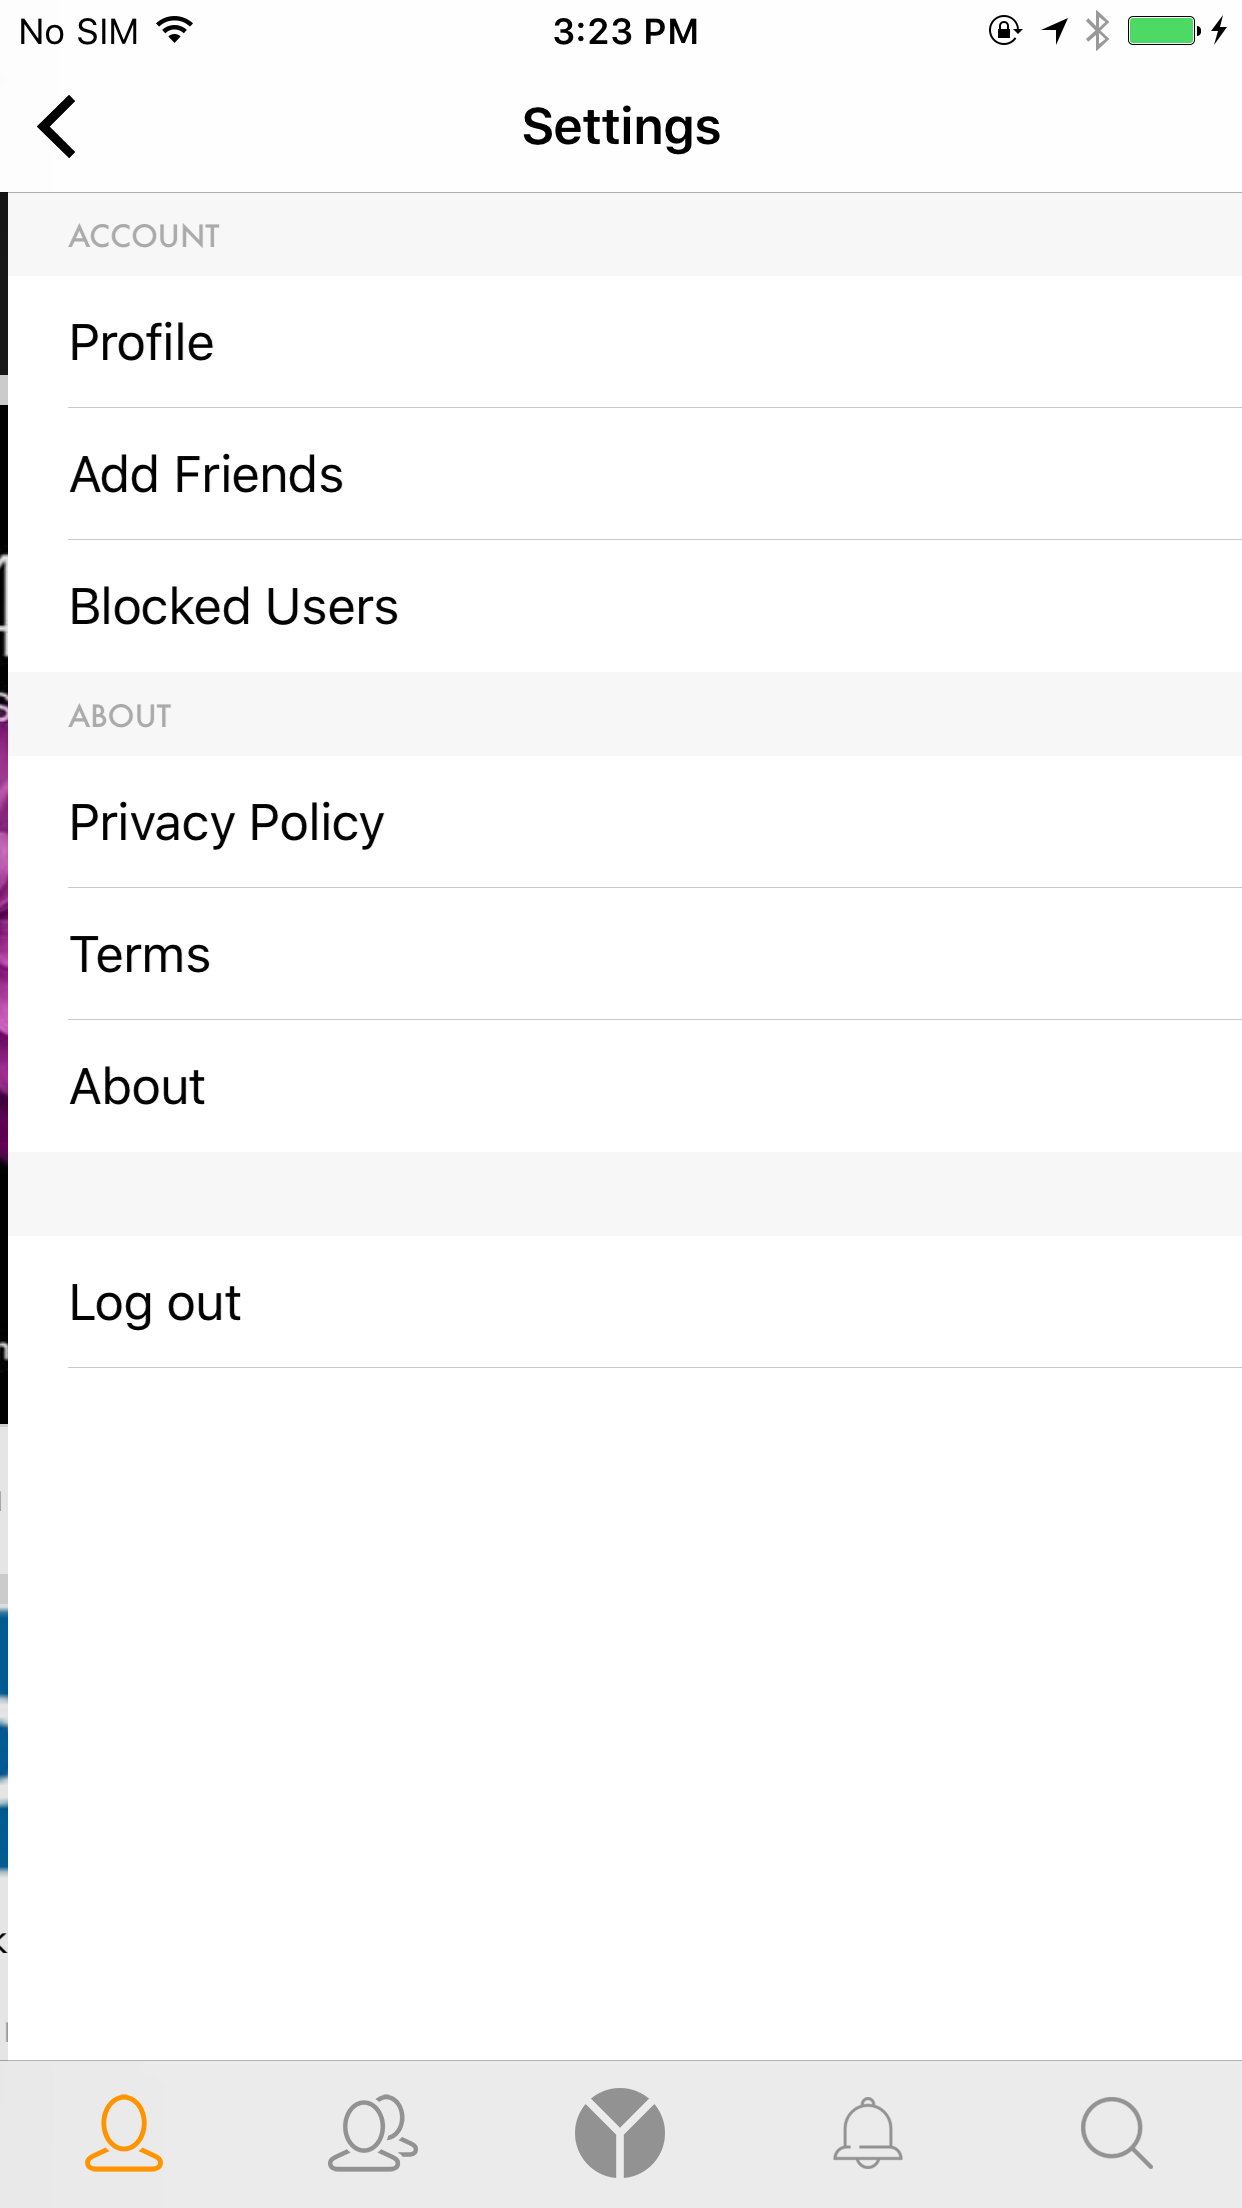 No SIM 3:23 PM
Settings
ACCOUNT
Profile
Add Friends
Blocked Users
ABOUT
Privacy Policy
Terms
About
Log out